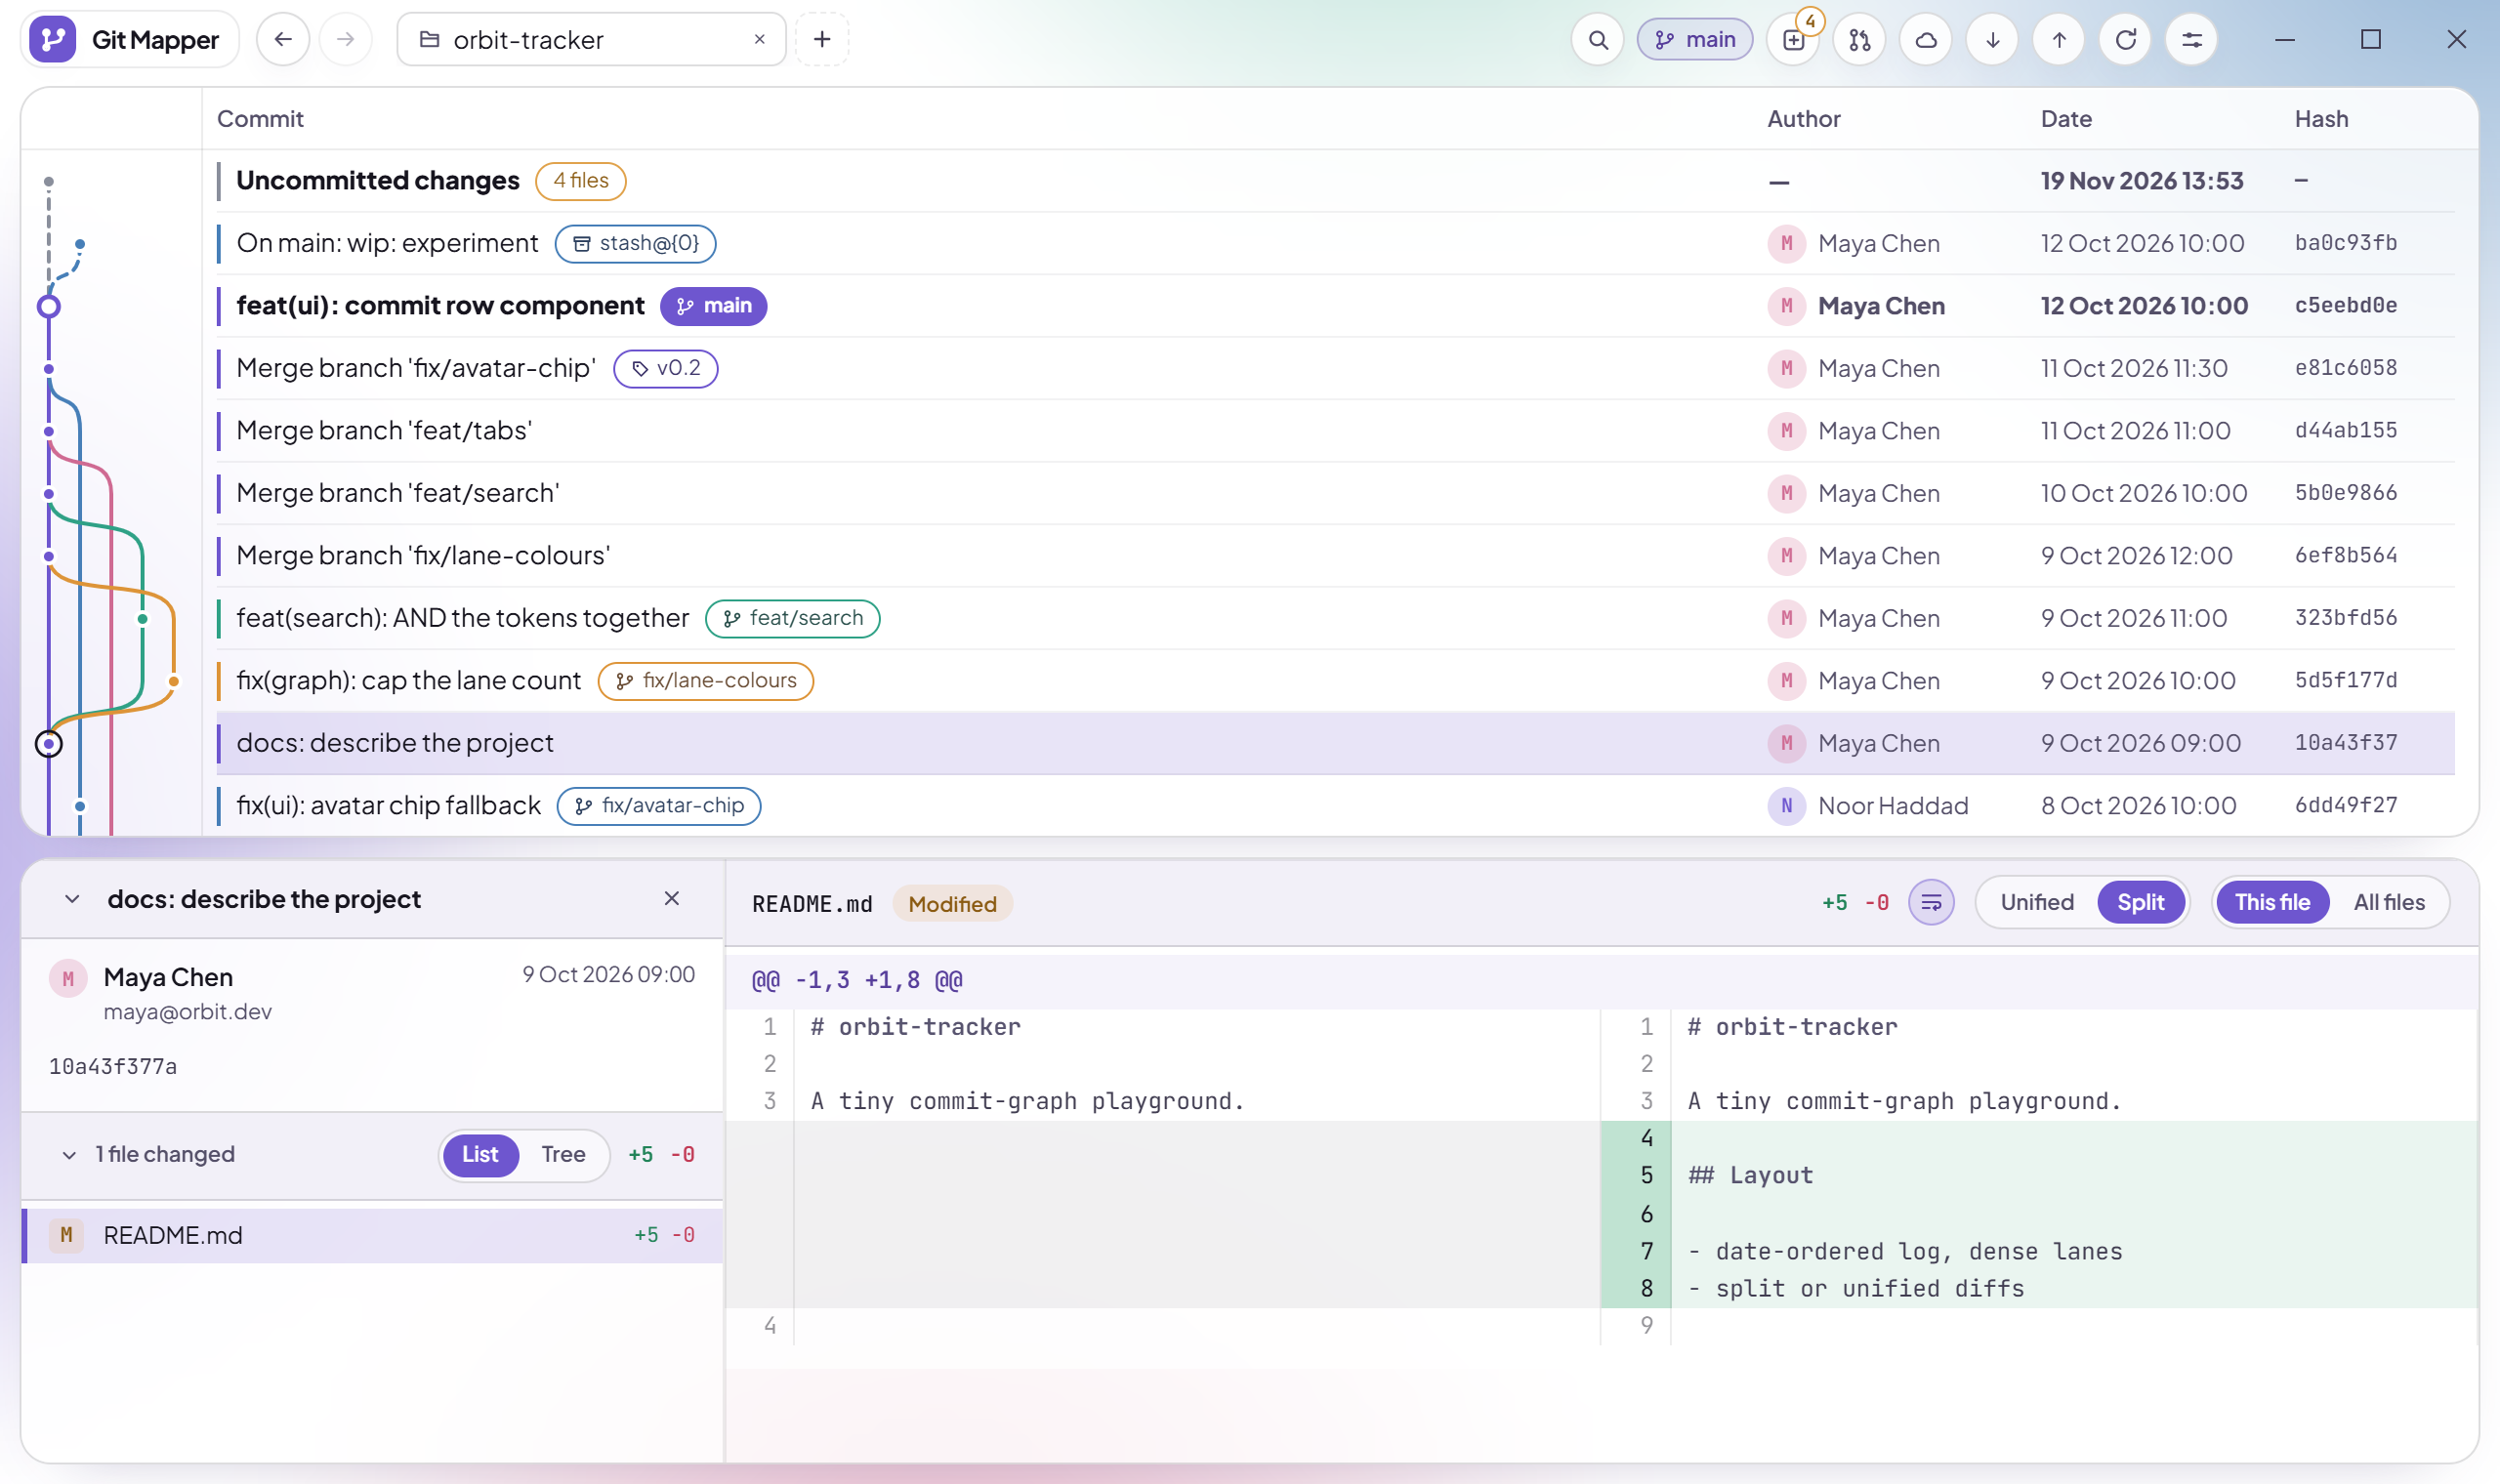 Git Mapper
orbit-tracker
main
4
Commit Author Date Hash
Uncommitted changes 4 files — 19 Nov 2026 13:53 –
On main: wip: experiment stash@{0} M Maya Chen 12 Oct 2026 10:00 ba0c93fb
feat(ui): commit row component main M Maya Chen 12 Oct 2026 10:00 c5eebd0e
Merge branch 'fix/avatar-chip' v0.2 M Maya Chen 11 Oct 2026 11:30 e81c6058
Merge branch 'feat/tabs' M Maya Chen 11 Oct 2026 11:00 d44ab155
Merge branch 'feat/search' M Maya Chen 10 Oct 2026 10:00 5b0e9866
Merge branch 'fix/lane-colours' M Maya Chen 9 Oct 2026 12:00 6ef8b564
feat(search): AND the tokens together feat/search M Maya Chen 9 Oct 2026 11:00 323bfd56
fix(graph): cap the lane count fix/lane-colours M Maya Chen 9 Oct 2026 10:00 5d5f177d
docs: describe the project M Maya Chen 9 Oct 2026 09:00 10a43f37
fix(ui): avatar chip fallback fix/avatar-chip N Noor Haddad 8 Oct 2026 10:00 6dd49f27
docs: describe the project
M Maya Chen 9 Oct 2026 09:00
maya@orbit.dev
10a43f377a
1 file changed List Tree +5 -0
M README.md +5 -0
README.md Modified +5 -0 Unified Split This file All files
@@ -1,3 +1,8 @@
1 # orbit-tracker 1 # orbit-tracker
2 2
3 A tiny commit-graph playground. 3 A tiny commit-graph playground.
4
5 ## Layout
6
7 - date-ordered log, dense lanes
8 - split or unified diffs
4 9